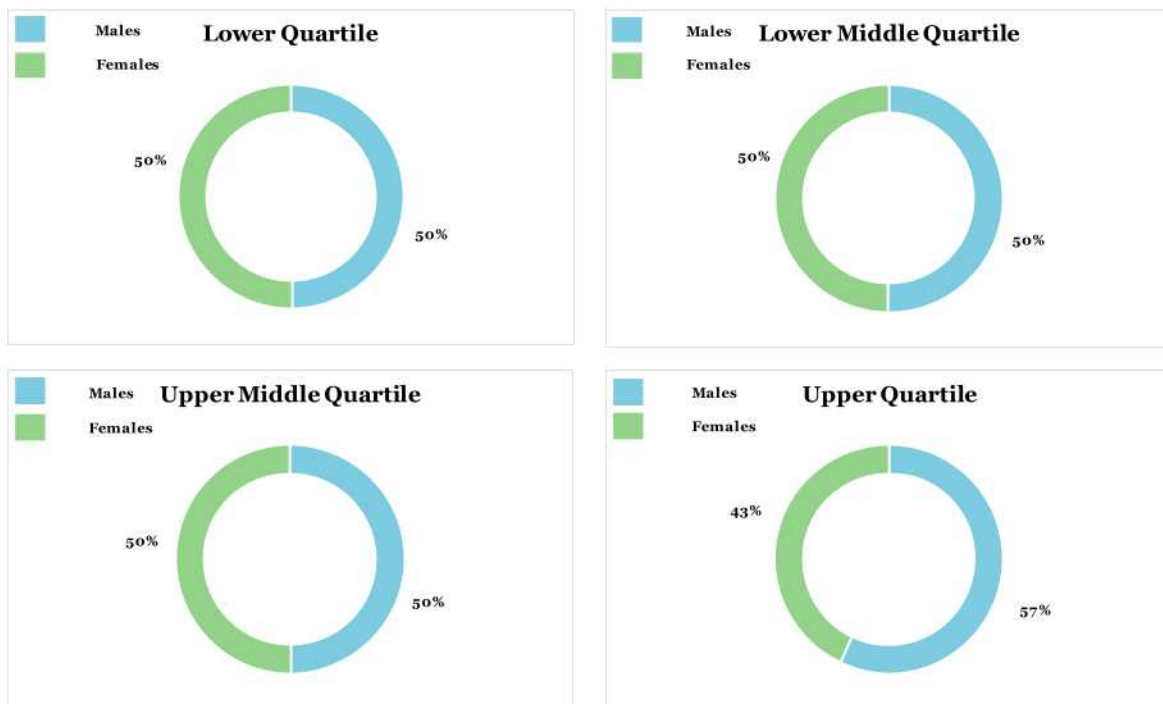 Males
Lower Quartile
Females
50%
50%
Males
Lower Middle Quartile
Females
50%
50%
Males
Upper Middle Quartile
Females
50%
50%
Males
Upper Quartile
Females
43%
57%